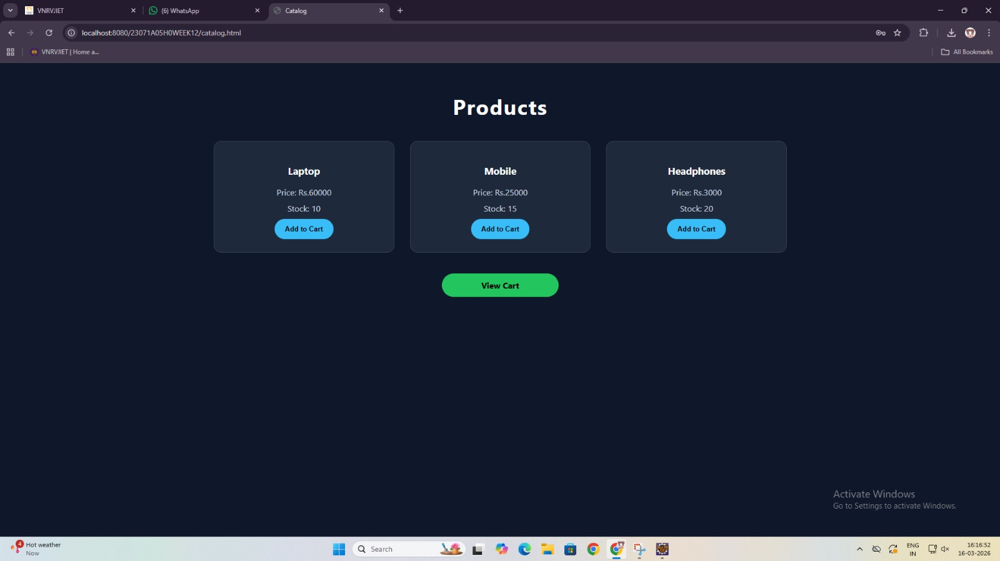 VNRVJIET
(6) WhatsApp
Catalog
localhost:8080/23071A05H0WEEK12/catalog.html
VNRVJIET | Home a...
All Bookmarks
Products
Laptop
Price: Rs.60000
Stock: 10
Add to Cart
Mobile
Price: Rs.25000
Stock: 15
Add to Cart
Headphones
Price: Rs.3000
Stock: 20
Add to Cart
View Cart
Activate Windows
Go to Settings to activate Windows.
4
Hot weather
Now
Search
ENG
IN
16:16:52
16-03-2026